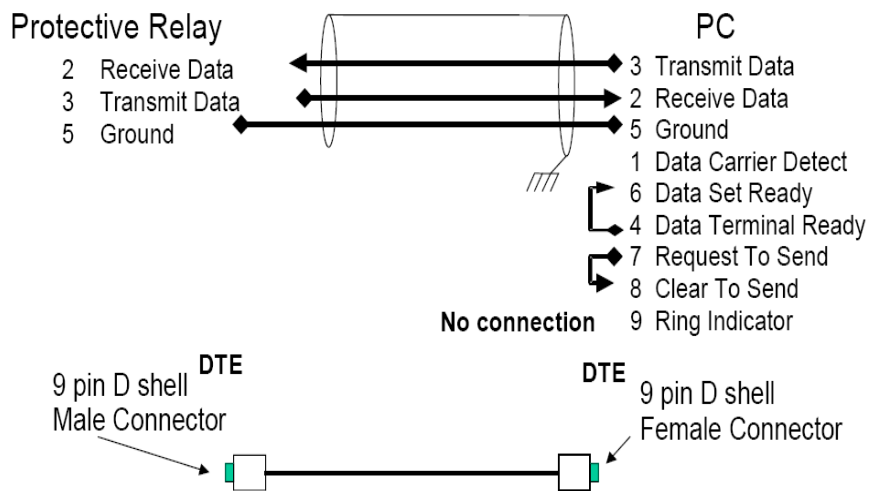 Protective Relay
PC
2 Receive Data
3 Transmit Data
5 Ground
3 Transmit Data
2 Receive Data
5 Ground
1 Data Carrier Detect
6 Data Set Ready
4 Data Terminal Ready
7 Request To Send
8 Clear To Send
No connection 9 Ring Indicator
DTE
9 pin D shell
Male Connector
DTE
9 pin D shell
Female Connector